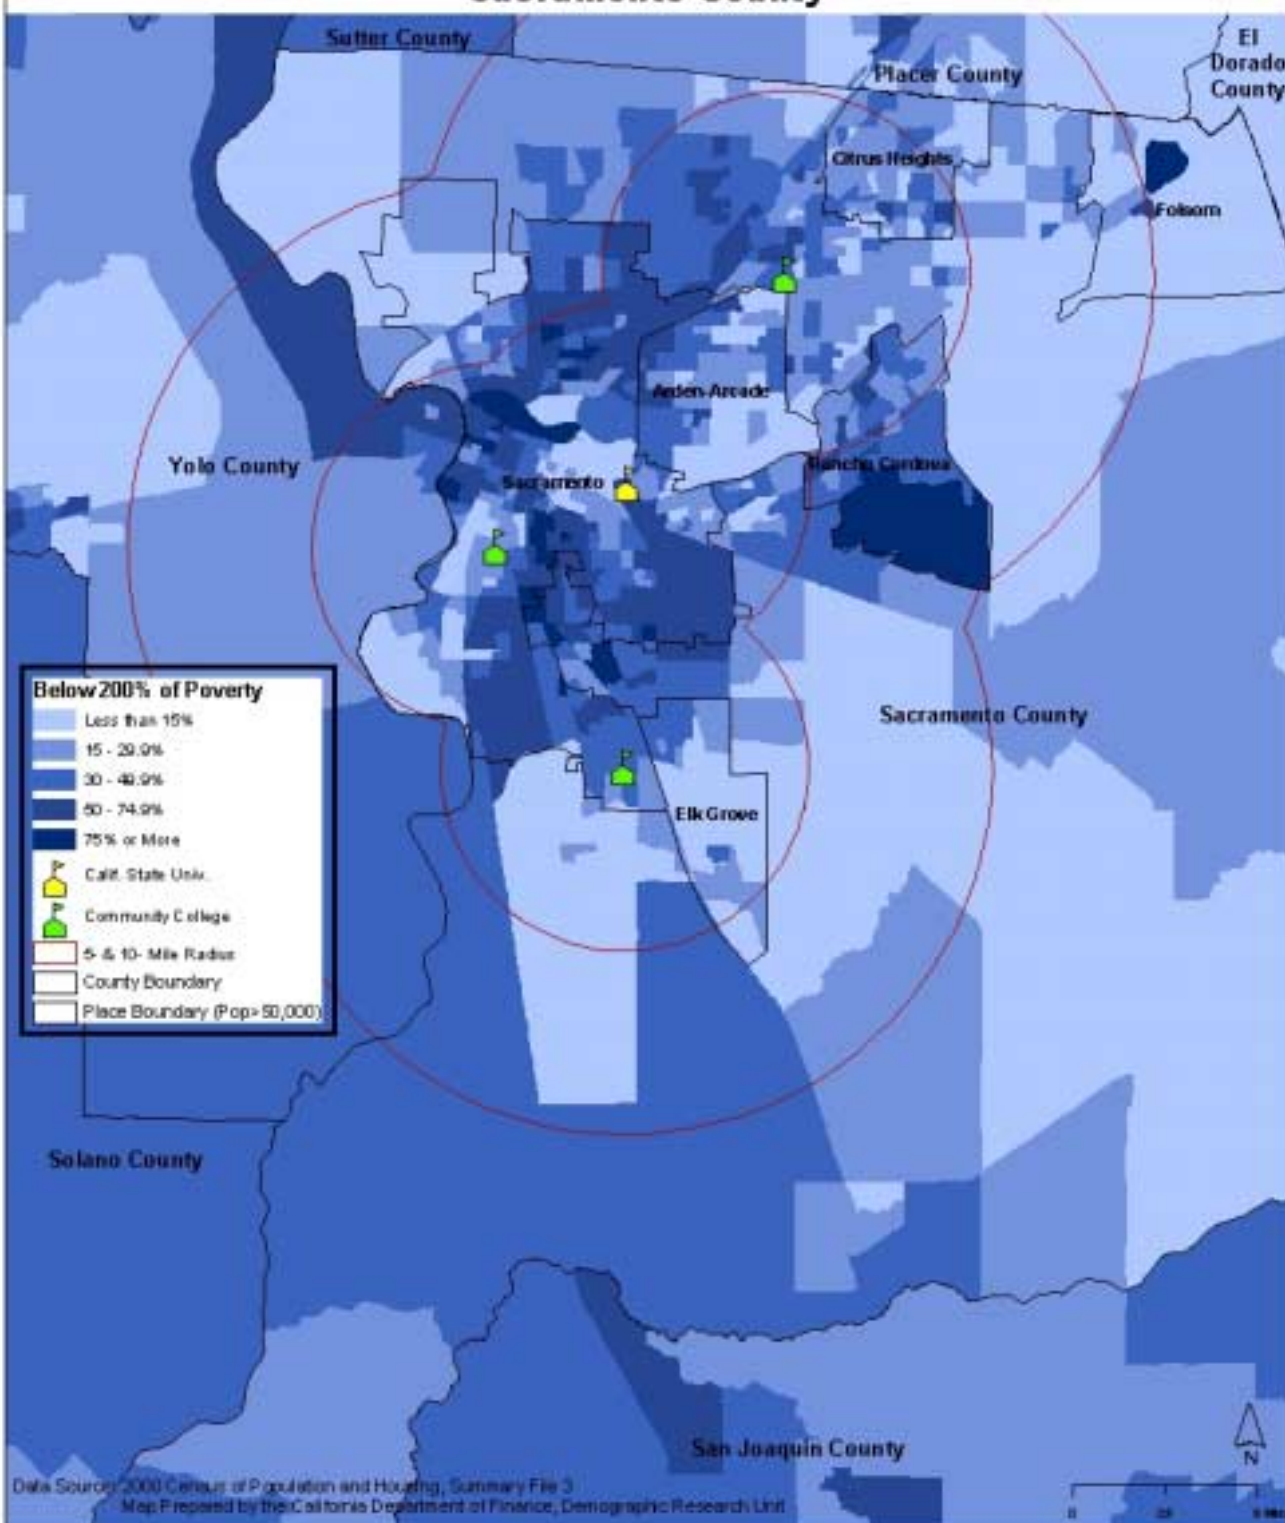 Sacramento County
Sutter County
Placer County
El
Dorado
County
Citrus Heights
Folsom
Arden-Arcade
Yolo County
Rancho Cordova
Sacramento
Below 200% of Poverty
Less than 15%
15 - 29.9%
30 - 49.9%
50 - 74.9%
75% or More
Calif. State Univ.
Community College
5- & 10- Mile Radius
County Boundary
Place Boundary (Pop>50,000)
Sacramento County
Elk Grove
Solano County
San Joaquin County
N
Data Source: 2000 Census of Population and Housing, Summary File 3
Map Prepared by the California Department of Finance, Demographic Research Unit
0